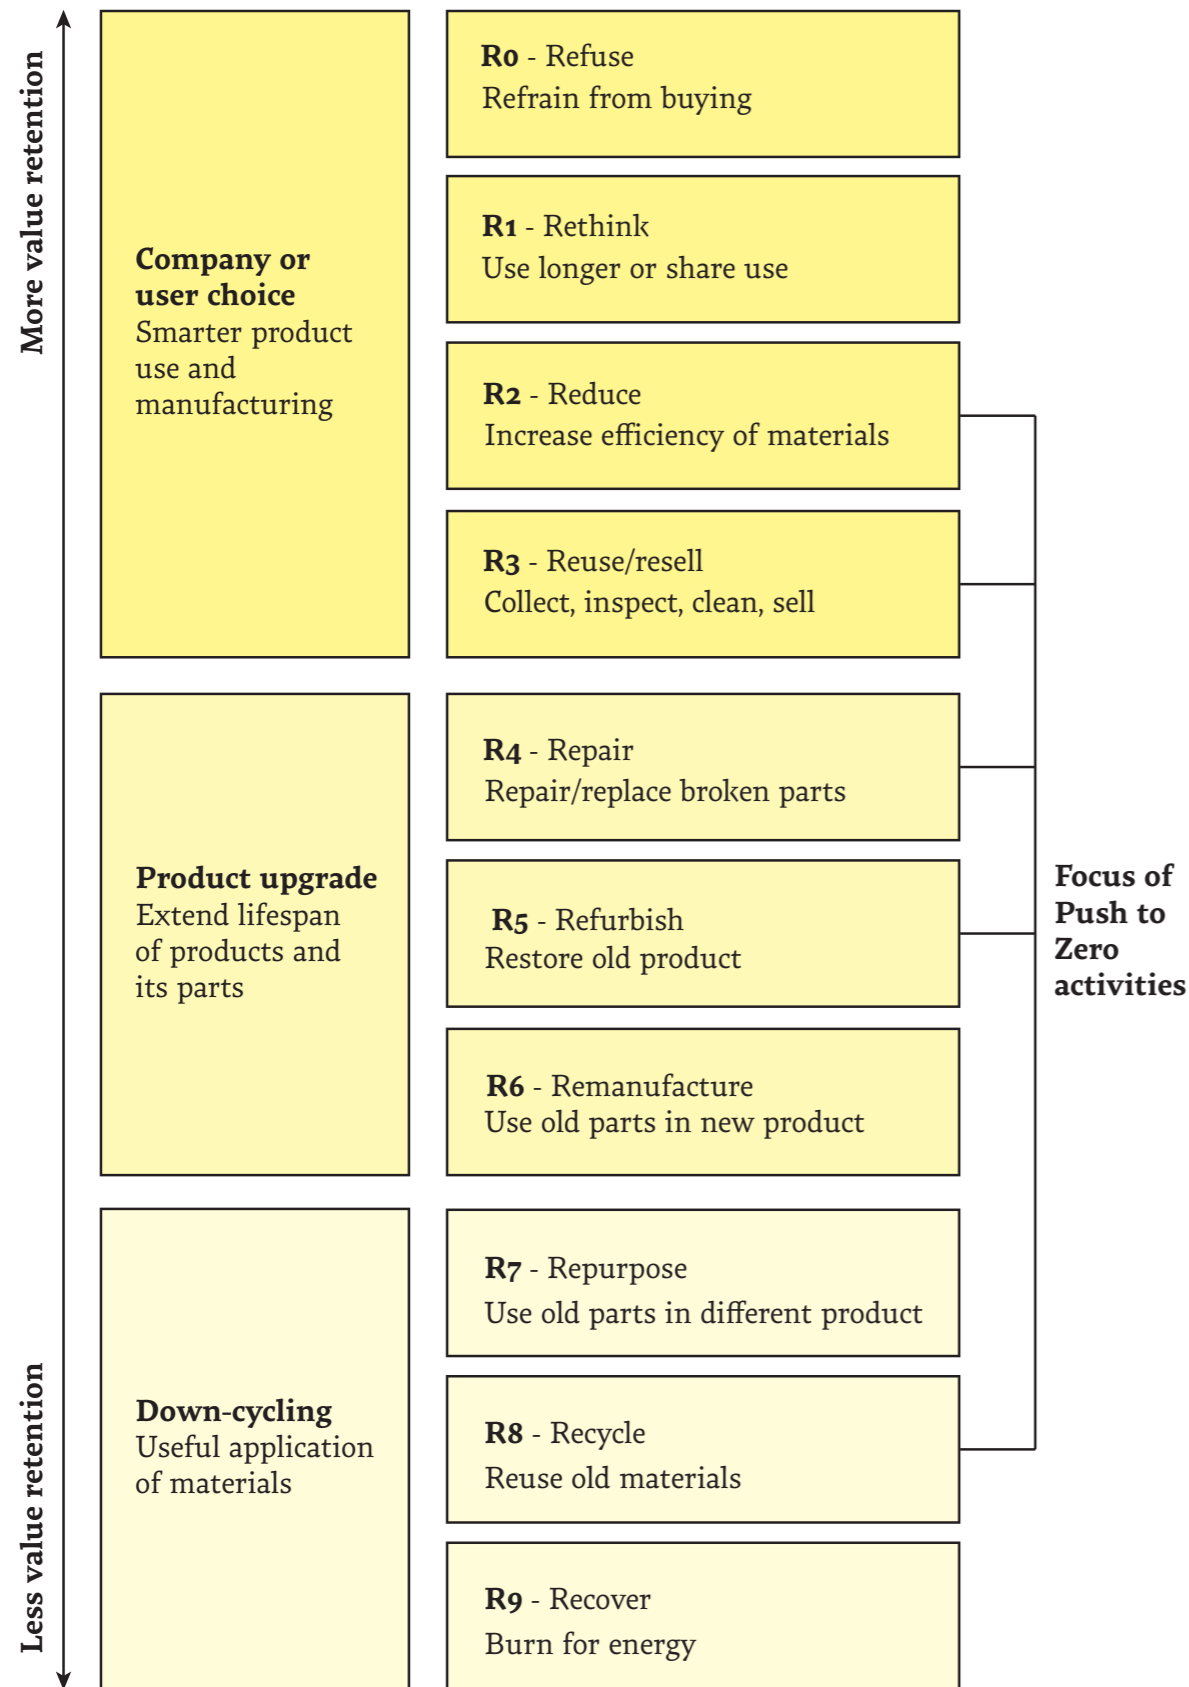 More value retention
Less value retention
Company or
user choice
Smarter product
use and
manufacturing
R0 - Refuse
Refrain from buying
R1 - Rethink
Use longer or share use
R2 - Reduce
Increase efficiency of materials
R3 - Reuse/resell
Collect, inspect, clean, sell
Product upgrade
Extend lifespan
of products and
its parts
R4 - Repair
Repair/replace broken parts
R5 - Refurbish
Restore old product
R6 - Remanufacture
Use old parts in new product
Down-cycling
Useful application
of materials
R7 - Repurpose
Use old parts in different product
R8 - Recycle
Reuse old materials
R9 - Recover
Burn for energy
Focus of
Push to
Zero
activities